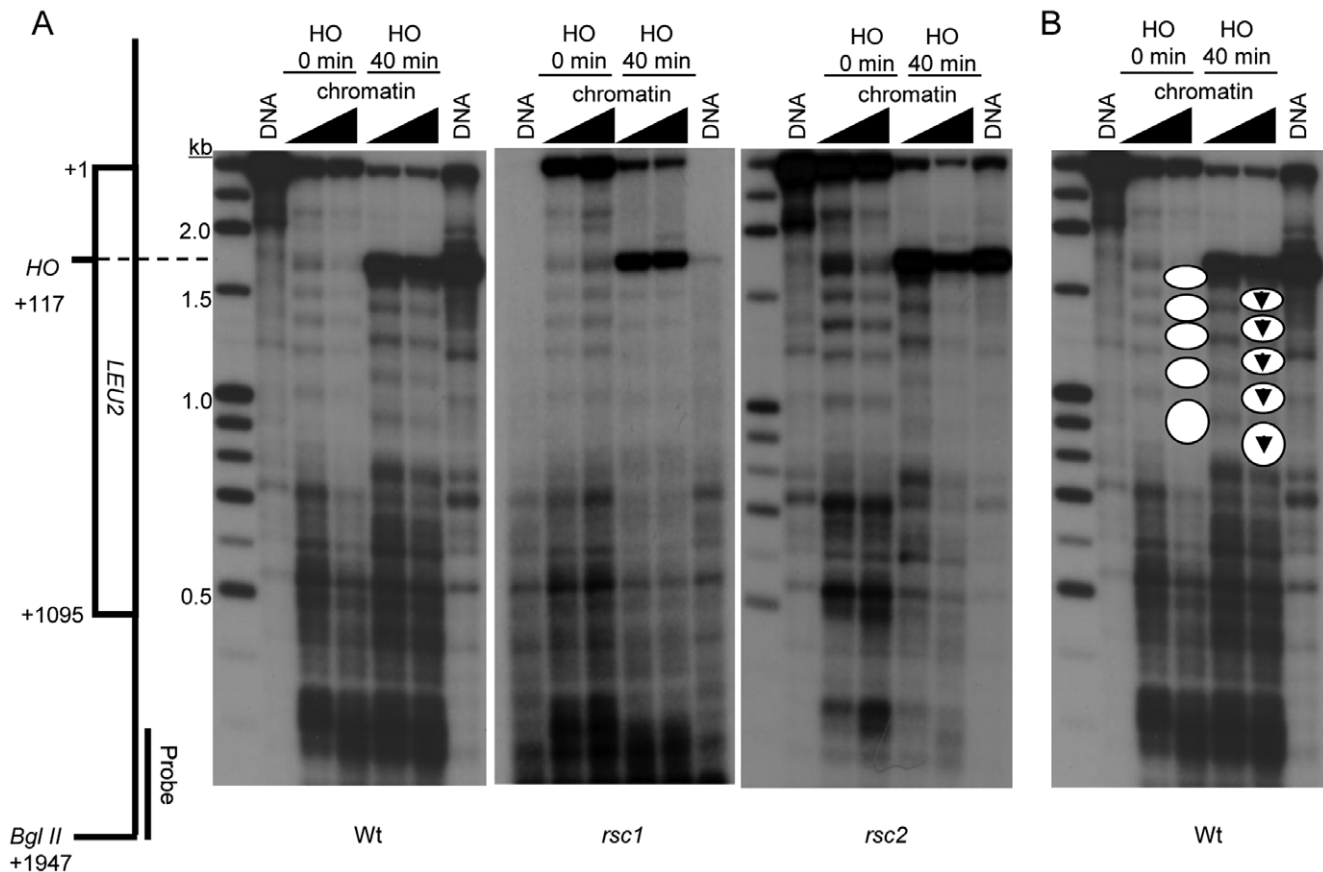 A
B
HO
0 min
HO
40 min
chromatin
DNA
DNA
HO
0 min
HO
40 min
chromatin
DNA
DNA
HO
0 min
HO
40 min
chromatin
DNA
DNA
HO
0 min
HO
40 min
chromatin
DNA
DNA
kb
+1
2.0
HO
+117
1.5
LEU2
1.0
0.5
+1095
Probe
Bgl II
+1947
Wt
rsc1
rsc2
Wt